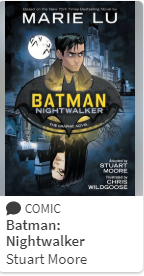 Based on the New York Times Bestselling Novel by
MARIE LU
BATMAN
NIGHTWALKER
THE GRAPHIC NOVEL
Adapted by
STUART
MOORE
Illustrated by
CHRIS
WILDGOOSE
COMIC
Batman:
Nightwalker
Stuart Moore